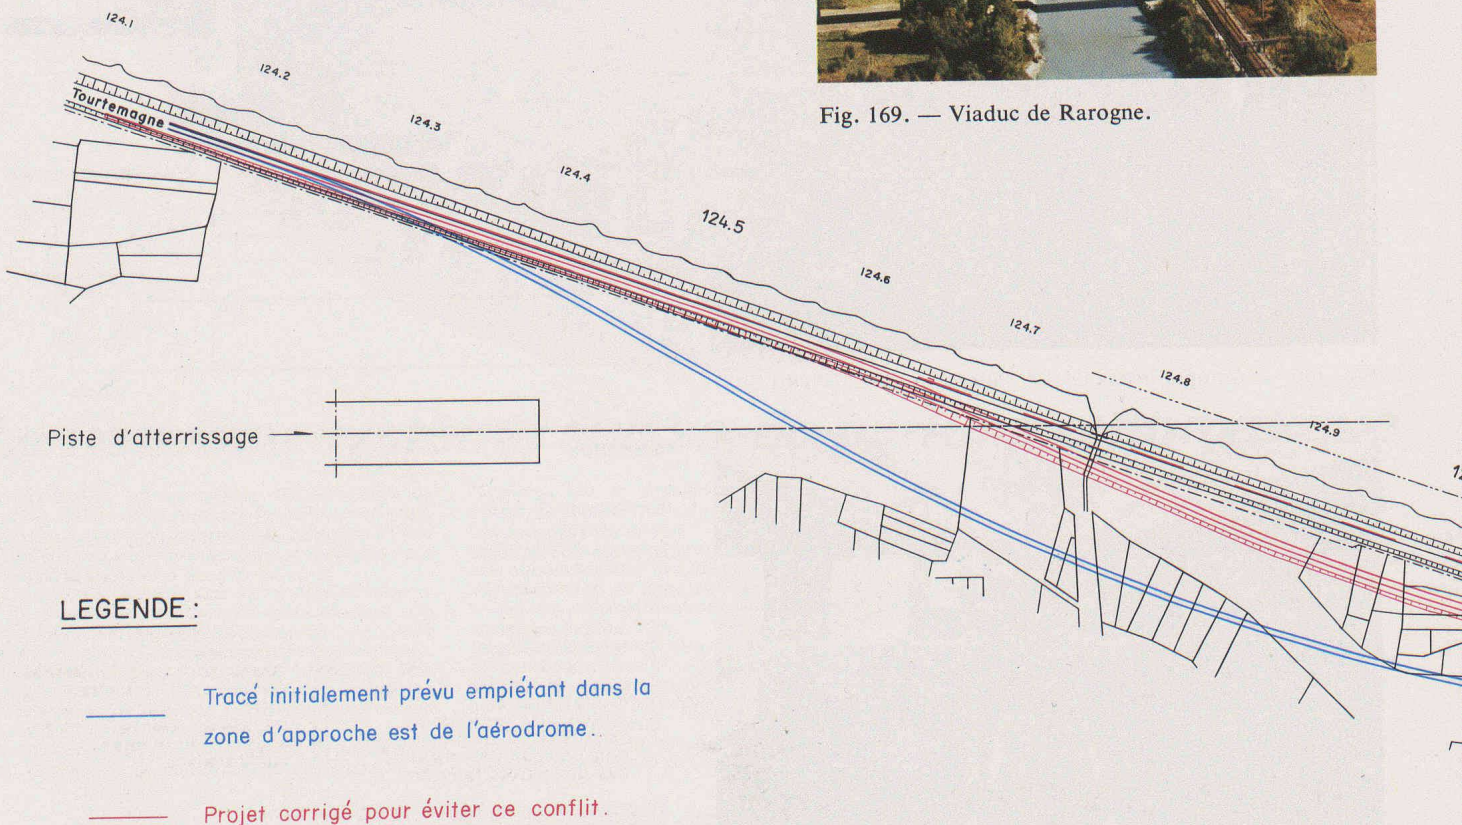 124.1
124.2
124.3
124.4
124.5
124.6
124.7
124.8
124.9
Tourtemagne
Fig. 169. — Viaduc de Rarogne.
Piste d'atterrissage
LEGENDE :
Tracé initialement prévu empiétant dans la
zone d'approche est de l'aérodrome.
Projet corrigé pour éviter ce conflit.